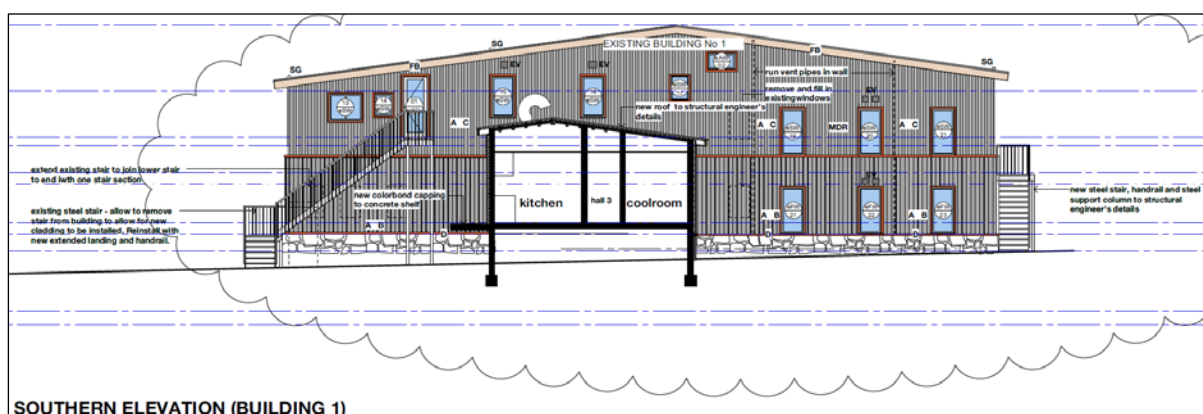 EXISTING BUILDING No 1
SG
FB
SG
FB
SG
EV
EV
run vent pipes in wall
remove and fill in
existing windows
EV
new roof to structural engineer's
details
A C
A C
MDR
A C
extend existing stair to join lower stair
to end iwth one stair section
existing steel stair - allow to remove
stair from building to allow for new
cladding to be installed. Reinstall with
new extended landing and handrail.
new colorbond capping
to concrete shelf
kitchen
hall 3
coolroom
EV
new steel stair, handrail and steel
support column to structural
engineer's details
A B
D
A B
D
A B
D
SOUTHERN ELEVATION (BUILDING 1)